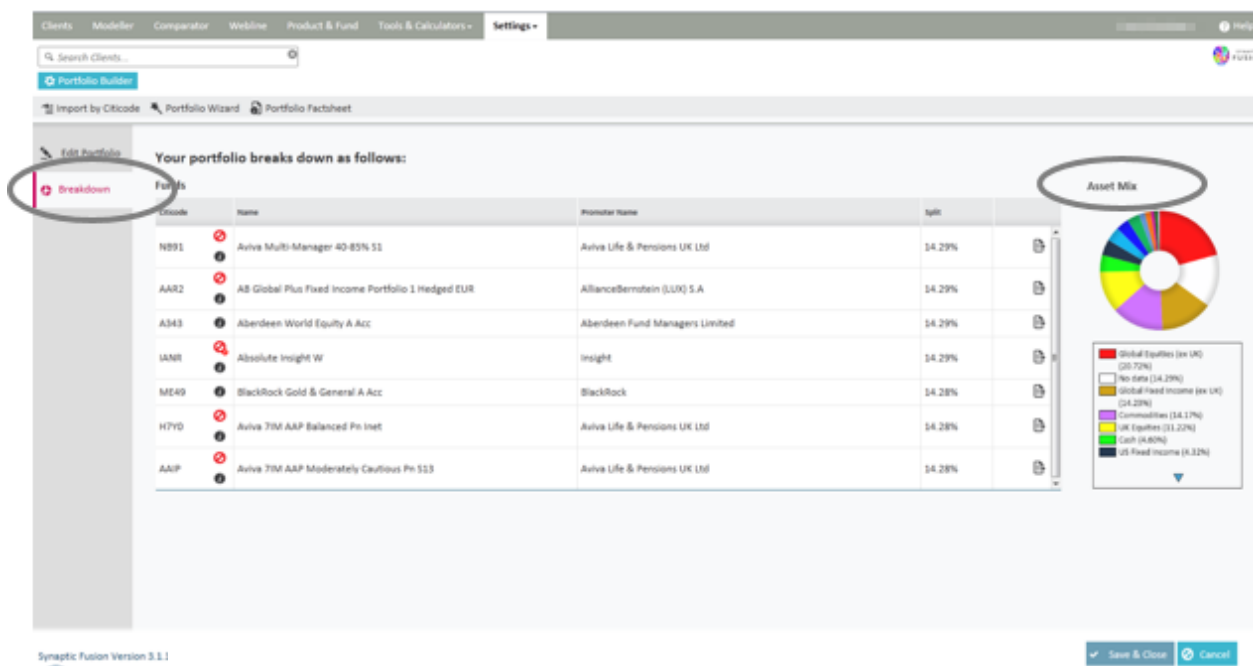 Clients Modeller Comparator Webline Product & Fund Tools & Calculators Settings Help
Search Clients...
Portfolio Builder
Import by Citicode Portfolio Wizard Portfolio Factsheet
Edit Portfolio
Breakdown
Your portfolio breaks down as follows:
Funds
Asset Mix
Citicode Name Promoter Name Split
N891 Aviva Multi-Manager 40-85% S1 Aviva Life & Pensions UK Ltd 14.29%
AAR2 AB Global Plus Fixed Income Portfolio 1 Hedged EUR AllianceBernstein (LUX) S.A 14.29%
A343 Aberdeen World Equity A Acc Aberdeen Fund Managers Limited 14.29%
IANR Absolute Insight W Insight 14.29%
ME49 BlackRock Gold & General A Acc BlackRock 14.28%
H7Y0 Aviva 7IM AAP Balanced Pn Inet Aviva Life & Pensions UK Ltd 14.28%
AAIP Aviva 7IM AAP Moderately Cautious Pn S13 Aviva Life & Pensions UK Ltd 14.28%
Global Equities (ex UK)
(20.72%)
No data (14.29%)
Global Fixed Income (ex UK)
Commodities (14.17%)
UK Equities (11.22%)
Cash (4.60%)
US Fixed Income (4.32%)
Synaptic Fusion Version 3.1.1
Save & Close Cancel